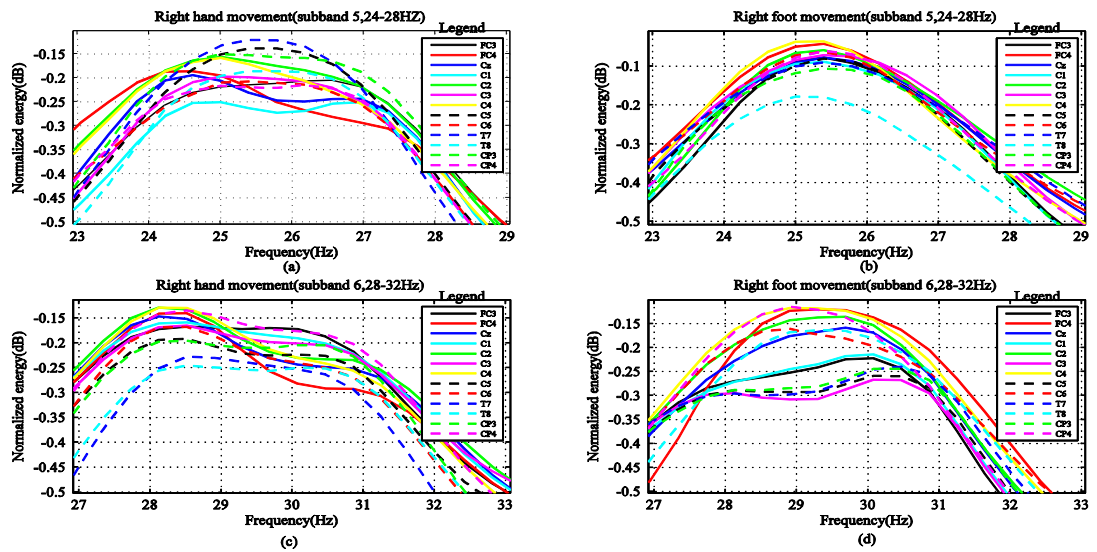 Right hand movement(subband 5,24-28HZ)
Legend
FC3
FC4
Cz
C1
C2
C3
C4
C5
C6
T7
T8
CP3
CP4
Normalized energy(dB)
-0.15
-0.2
-0.25
-0.3
-0.35
-0.4
-0.45
-0.5
23 24 25 26 27 28 29
Frequency(Hz)
(a)
Right foot movement(subband 5,24-28Hz)
Legend
FC3
FC4
Cz
C1
C2
C3
C4
C5
C6
T7
T8
CP3
CP4
Normalized energy(dB)
-0.1
-0.2
-0.3
-0.4
-0.5
23 24 25 26 27 28 29
Frequency(Hz)
(b)
Right hand movement(subband 6,28-32Hz)
Legend
FC3
FC4
Cz
C1
C2
C3
C4
C5
C6
T7
T8
CP3
CP4
Normalized energy(dB)
-0.15
-0.2
-0.25
-0.3
-0.35
-0.4
-0.45
-0.5
27 28 29 30 31 32 33
Frequency(Hz)
(c)
Right foot movement(subband 6,28-32Hz)
Legend
FC3
FC4
Cz
C1
C2
C3
C4
C5
C6
T7
T8
CP3
CP4
Normalized energy(dB)
-0.15
-0.2
-0.25
-0.3
-0.35
-0.4
-0.45
-0.5
27 28 29 30 31 32 33
Frequency(Hz)
(d)